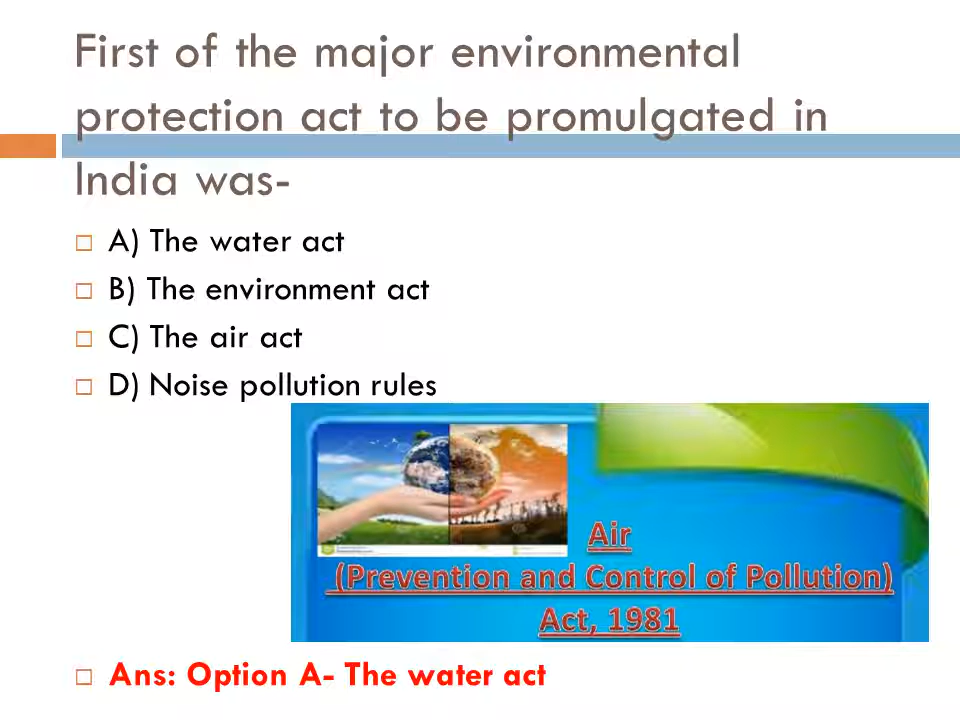 First of the major environmental
protection act to be promulgated in
India was-
A) The water act
B) The environment act
C) The air act
D) Noise pollution rules
Air
(Prevention and Control of Pollution)
Act, 1981
Ans: Option A- The water act